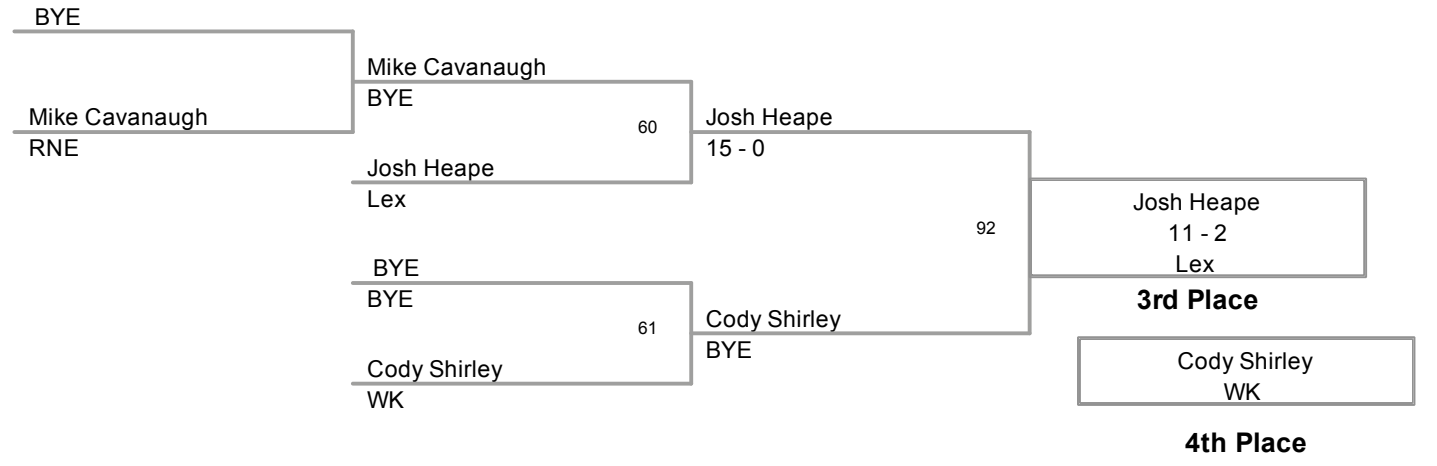 BYE
Mike Cavanaugh
RNE
Mike Cavanaugh
BYE
60
Josh Heape
Lex
BYE
BYE
61
Cody Shirley
WK
Josh Heape
15 - 0
92
Cody Shirley
BYE
Josh Heape
11 - 2
Lex
3rd Place
Cody Shirley
WK
4th Place